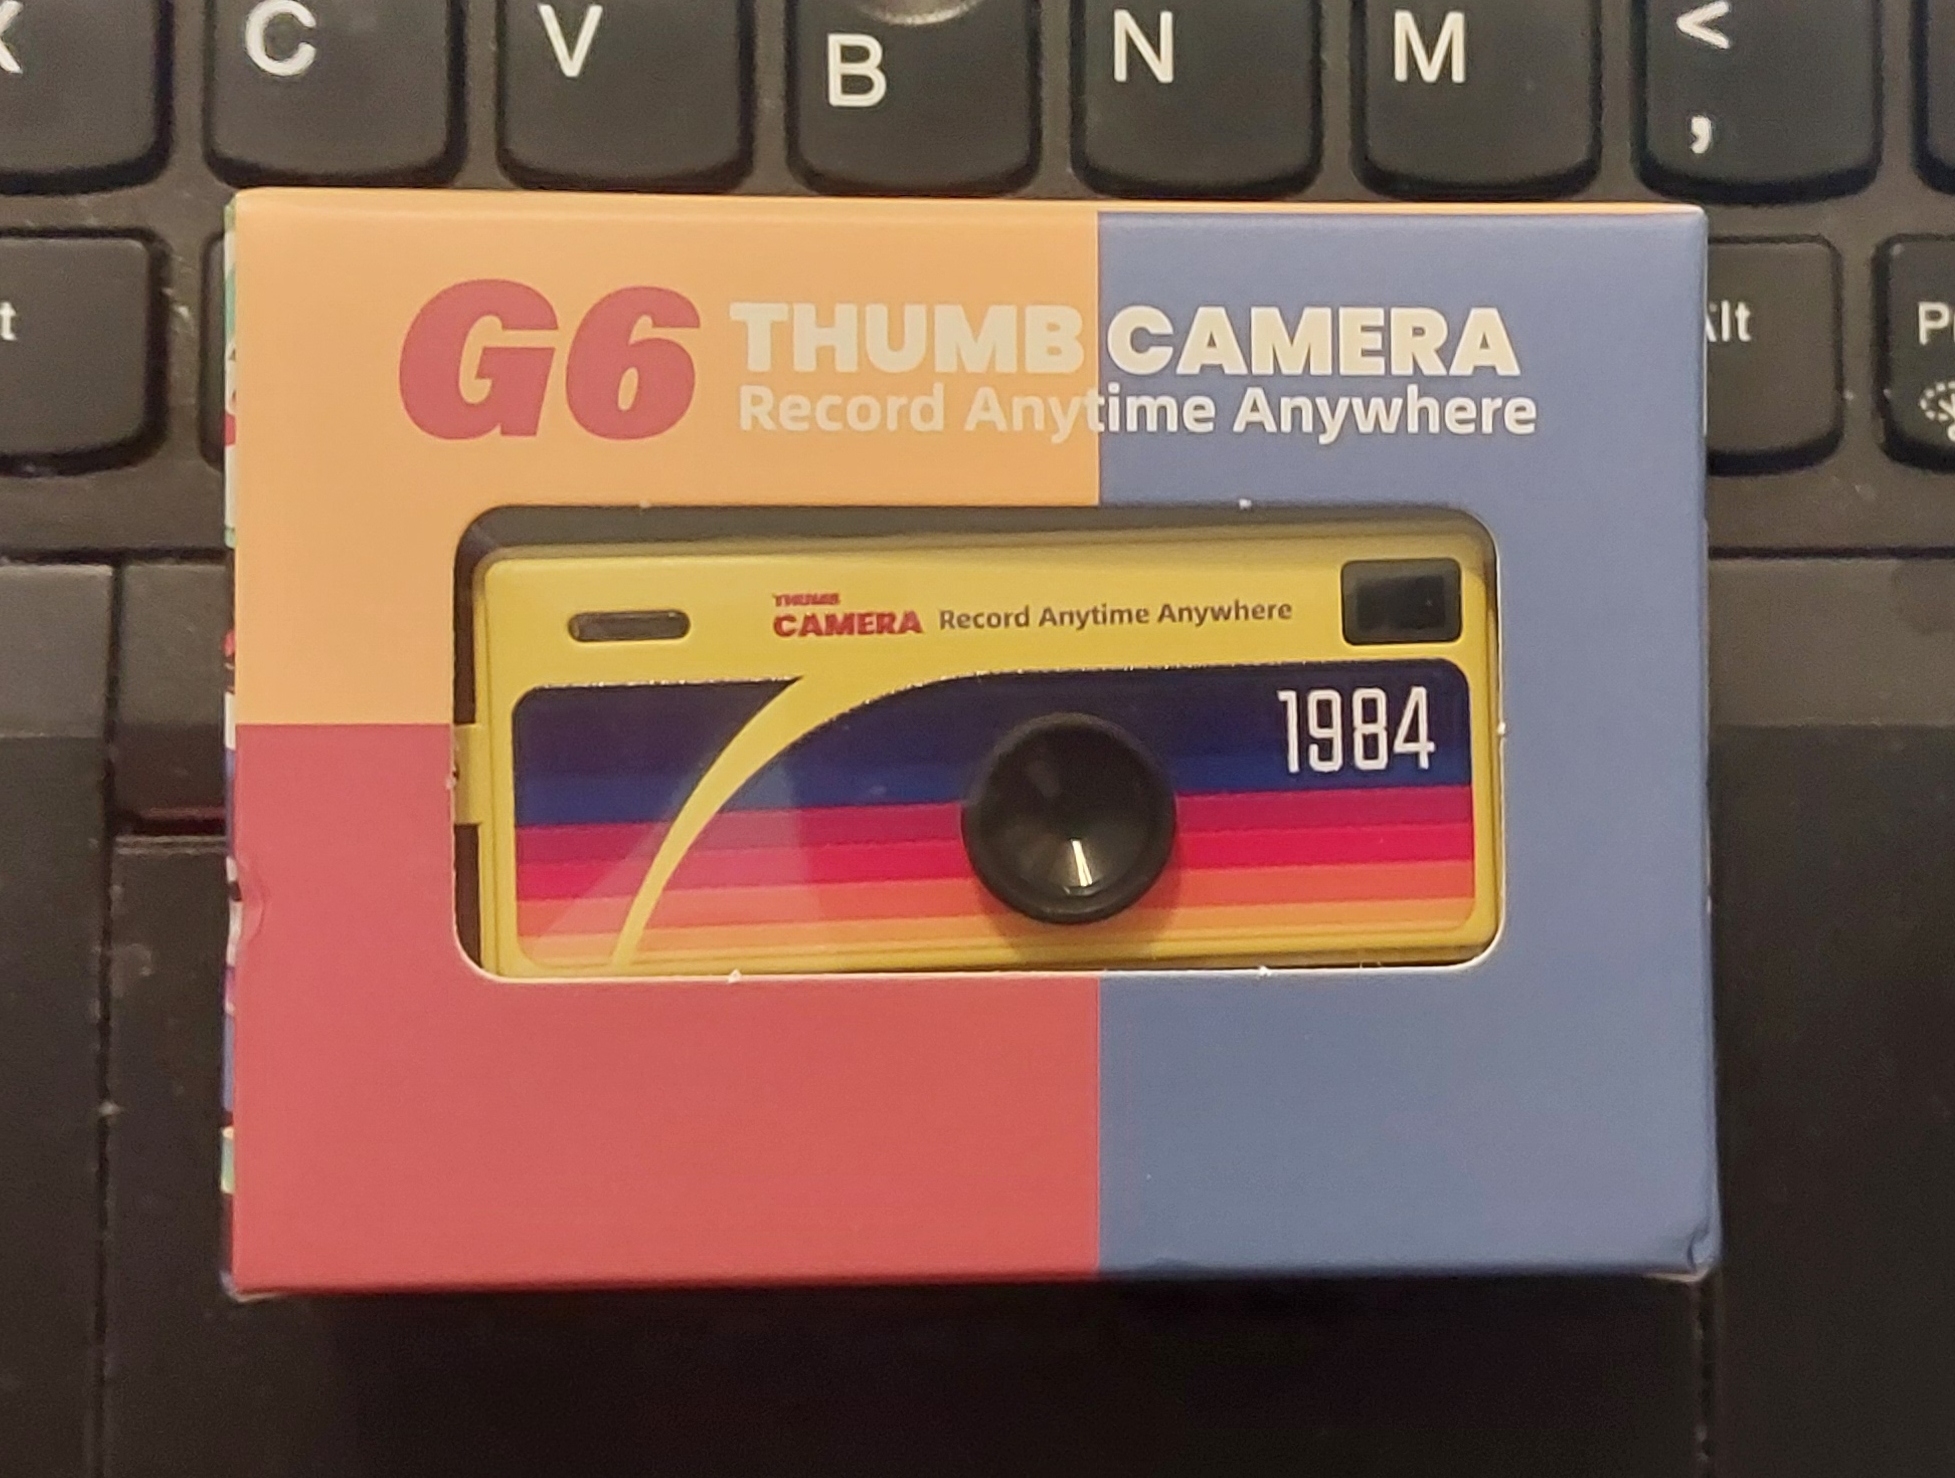 X C V B N M <
,
G6 THUMB CAMERA
Record Anytime Anywhere
THUMB
CAMERA Record Anytime Anywhere
1984